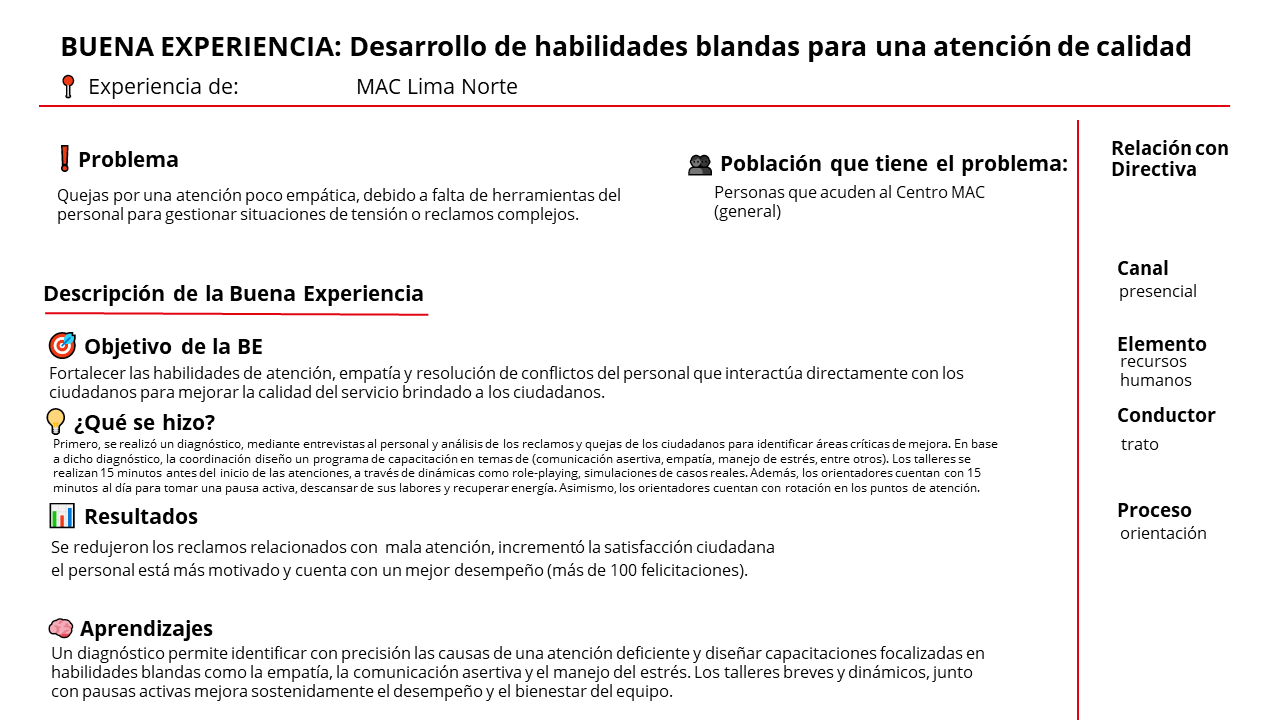 BUENA EXPERIENCIA: Desarrollo de habilidades blandas para una atención de calidad
Experiencia de: MAC Lima Norte
Problema
Quejas por una atención poco empática, debido a falta de herramientas del
personal para gestionar situaciones de tensión o reclamos complejos.
Población que tiene el problema:
Personas que acuden al Centro MAC
(general)
Descripción de la Buena Experiencia
Objetivo de la BE
Fortalecer las habilidades de atención, empatía y resolución de conflictos del personal que interactúa directamente con los
ciudadanos para mejorar la calidad del servicio brindado a los ciudadanos.
¿Qué se hizo?
Primero, se realizó un diagnóstico, mediante entrevistas al personal y análisis de los reclamos y quejas de los ciudadanos para identificar áreas críticas de mejora. En base
a dicho diagnóstico, la coordinación diseño un programa de capacitación en temas de (comunicación asertiva, empatía, manejo de estrés, entre otros). Los talleres se
realizan 15 minutos antes del inicio de las atenciones, a través de dinámicas como role-playing, simulaciones de casos reales. Además, los orientadores cuentan con 15
minutos al día para tomar una pausa activa, descansar de sus labores y recuperar energía. Asimismo, los orientadores cuentan con rotación en los puntos de atención.
Resultados
Se redujeron los reclamos relacionados con mala atención, incrementó la satisfacción ciudadana
el personal está más motivado y cuenta con un mejor desempeño (más de 100 felicitaciones).
Aprendizajes
Un diagnóstico permite identificar con precisión las causas de una atención deficiente y diseñar capacitaciones focalizadas en
habilidades blandas como la empatía, la comunicación asertiva y el manejo del estrés. Los talleres breves y dinámicos, junto
con pausas activas mejora sostenidamente el desempeño y el bienestar del equipo.
Relación con
Directiva
Canal
presencial
Elemento
recursos
humanos
Conductor
trato
Proceso
orientación